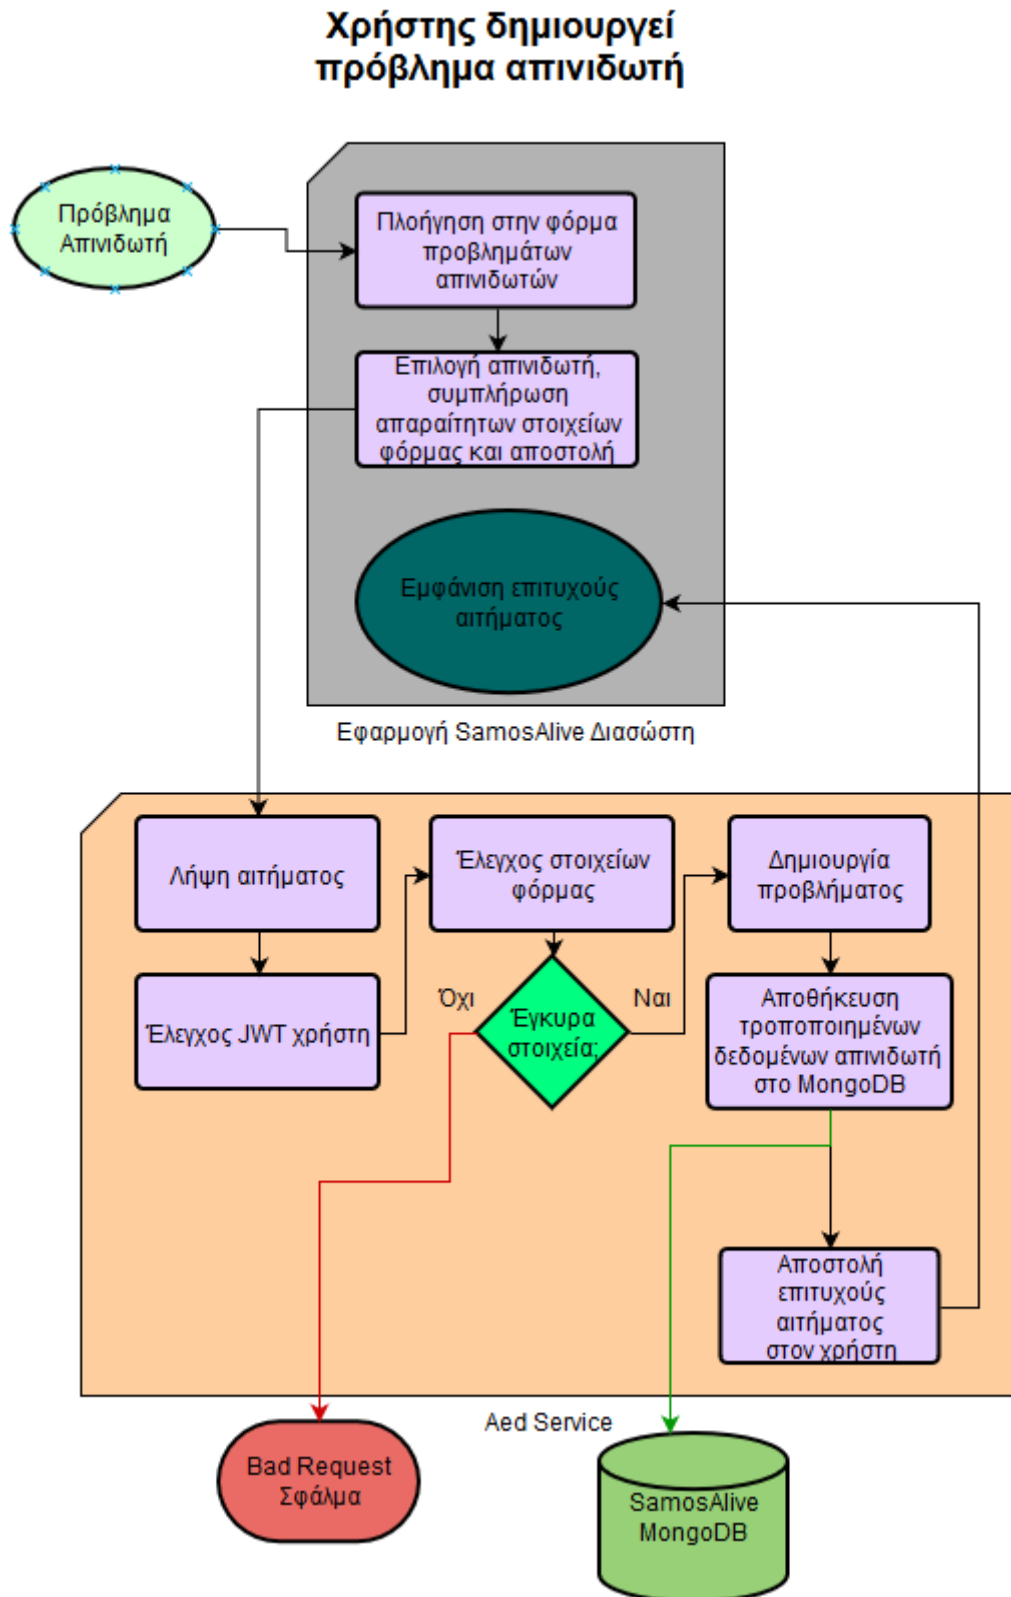 Χρήστης δημιουργεί
πρόβλημα απινιδωτή
Πρόβλημα
Απινιδωτή
Πλοήγηση στην φόρμα
προβλημάτων
απινιδωτών
Επιλογή απινιδωτή,
συμπλήρωση
απαραίτητων στοιχείων
φόρμας και αποστολή
Εμφάνιση επιτυχούς
αιτήματος
Εφαρμογή SamosAlive Διασώστη
Λήψη αιτήματος
Έλεγχος στοιχείων
φόρμας
Δημιουργία
προβλήματος
Έλεγχος JWT χρήστη
Όχι
Έγκυρα
στοιχεία;
Ναι
Αποθήκευση
τροποποιημένων
δεδομένων απινιδωτή
στο MongoDB
Αποστολή
επιτυχούς
αιτήματος
στον χρήστη
Aed Service
Bad Request
Σφάλμα
SamosAlive
MongoDB